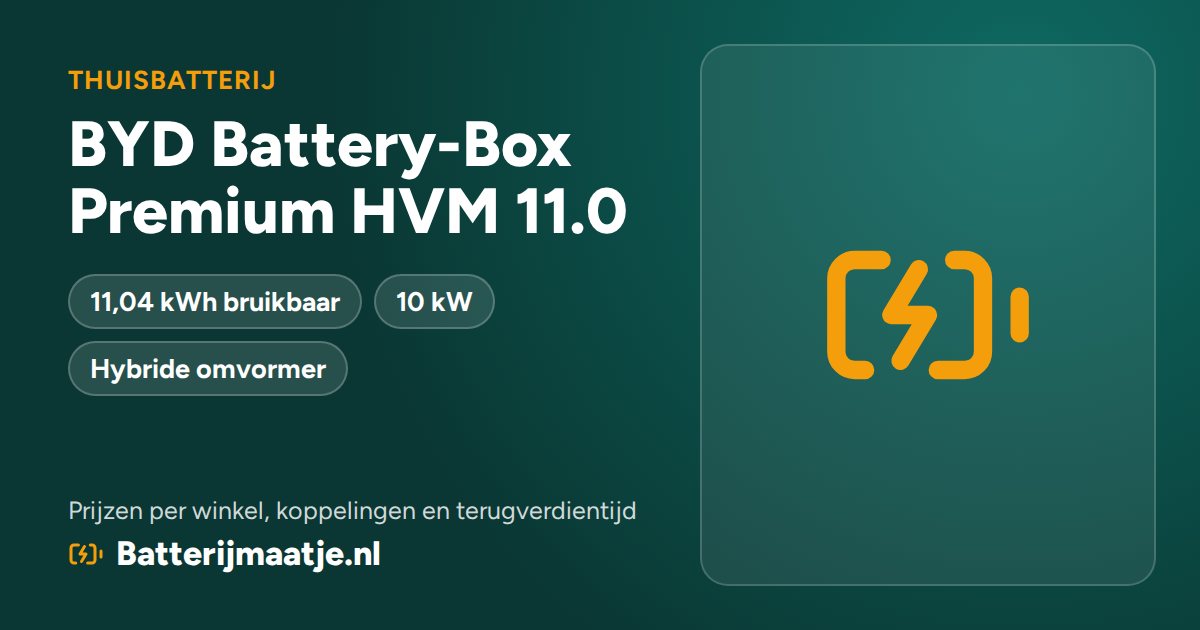 THUISBATTERIJ
BYD Battery-Box
Premium HVM 11.0
11,04 kWh bruikbaar
10 kW
Hybride omvormer
Prijzen per winkel, koppelingen en terugverdientijd
Batterijmaatje.nl